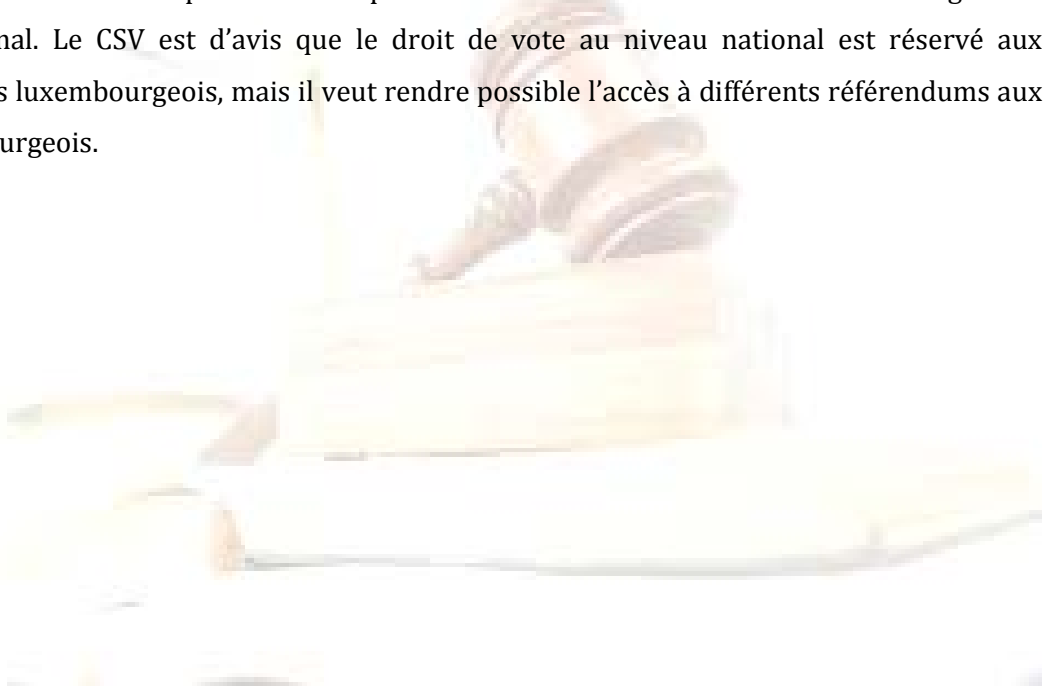 nal. Le CSV est d'avis que le droit de vote au niveau national est réservé aux
s luxembourgeois, mais il veut rendre possible l’accès à différents référendums aux
urgeois.